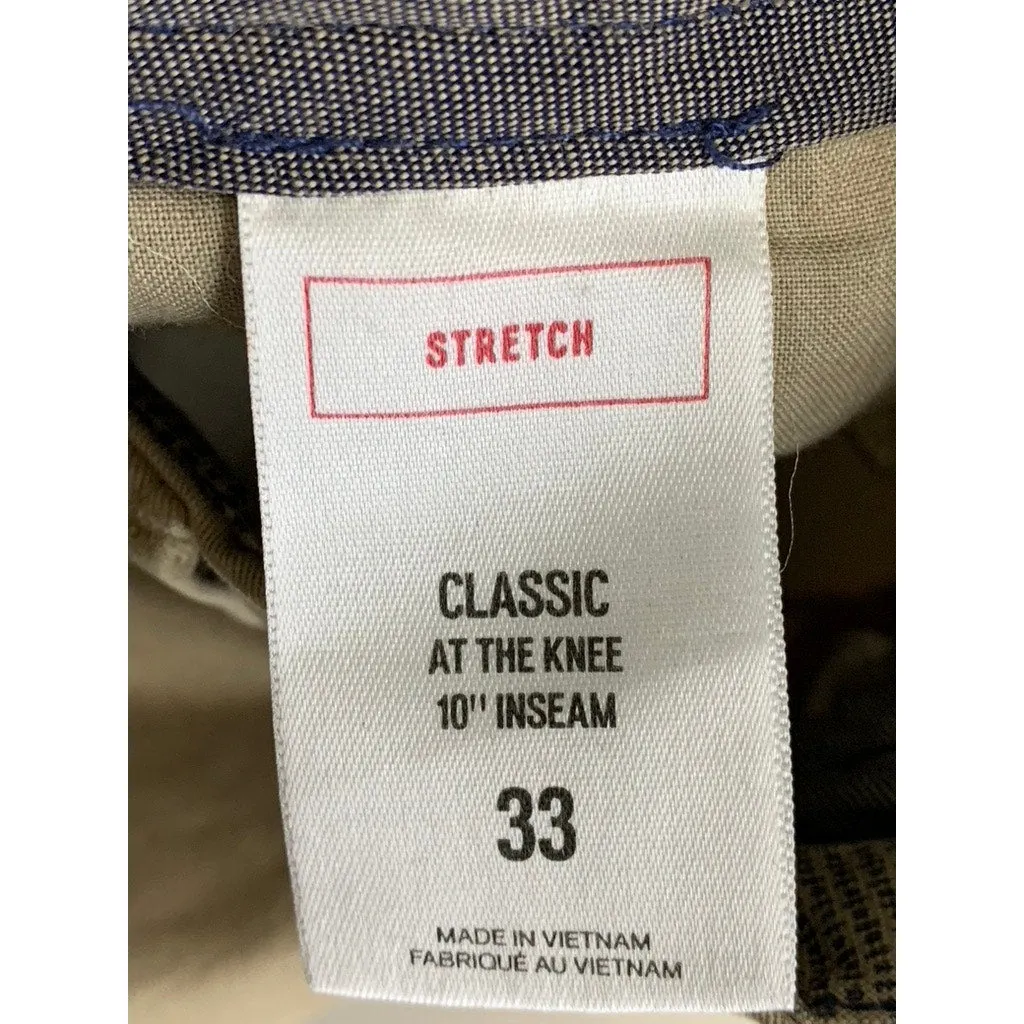 STRETCH
CLASSIC
AT THE KNEE
10" INSEAM
33
MADE IN VIETNAM
FABRIQUÉ AU VIETNAM